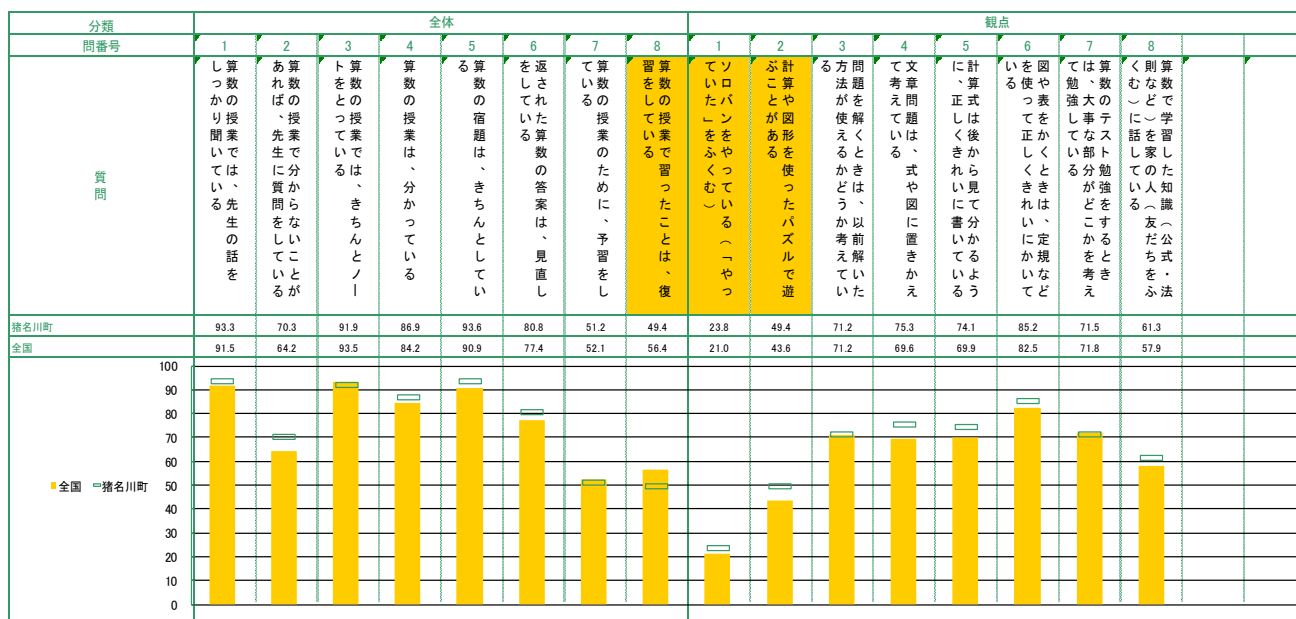 分類
全体
観点
問番号
1
2
3
4
5
6
7
8
1
2
3
4
5
6
7
8
質問
算数の授業では、先生の話を
しっかり聞いている
算数の授業で分からないことが
あれば、先生に質問をしている
算数の授業では、きちんとノー
トをとっている
算数の授業は、分かっている
算数の宿題は、きちんとしてい
る
返された算数の答案は、見直し
をしている
算数の授業のために、予習をし
ている
算数の授業で習ったことは、復
習をしている
ソロバンをやっている(「やっ
ていた」をふくむ)
計算や図形を使ったパズルで遊
ぶことがある
問題を解くときは、以前解いた
方法が使えるかどうか考えてい
る
文章問題は、式や図に置きかえ
て考えている
計算式は後から見て分かるよう
に、正しくきれいに書いている
図や表をかくときは、定規など
を使って正しくきれいにかいて
いる
算数のテスト勉強をするとき
は、大事な部分がどこかを考え
て勉強している
算数で学習した知識(公式・法
則など)を家の人(友だちをふ
くむ)に話している
猪名川町 93.3 70.3 91.9 86.9 93.6 80.8 51.2 49.4 23.8 49.4 71.2 75.3 74.1 85.2 71.5 61.3
全国 91.5 64.2 93.5 84.2 90.9 77.4 52.1 56.4 21.0 43.6 71.2 69.6 69.9 82.5 71.8 57.9
100
90
80
70
60
50
40
30
20
10
0
全国 猪名川町